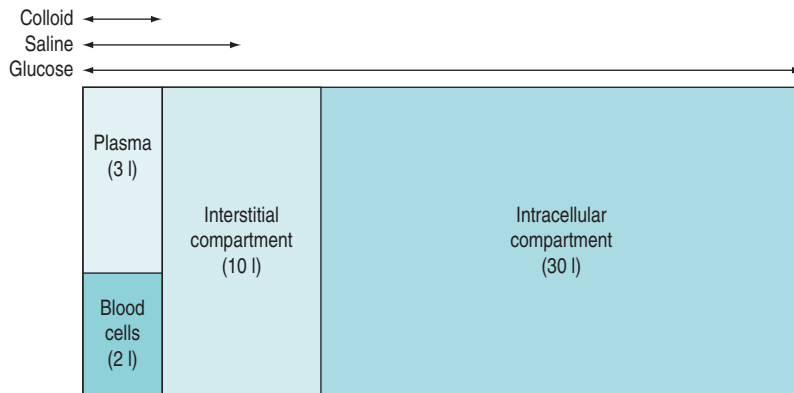 Colloid
Saline
Glucose
Plasma
(3 l)
Blood
cells
(2 l)
Interstitial
compartment
(10 l)
Intracellular
compartment
(30 l)